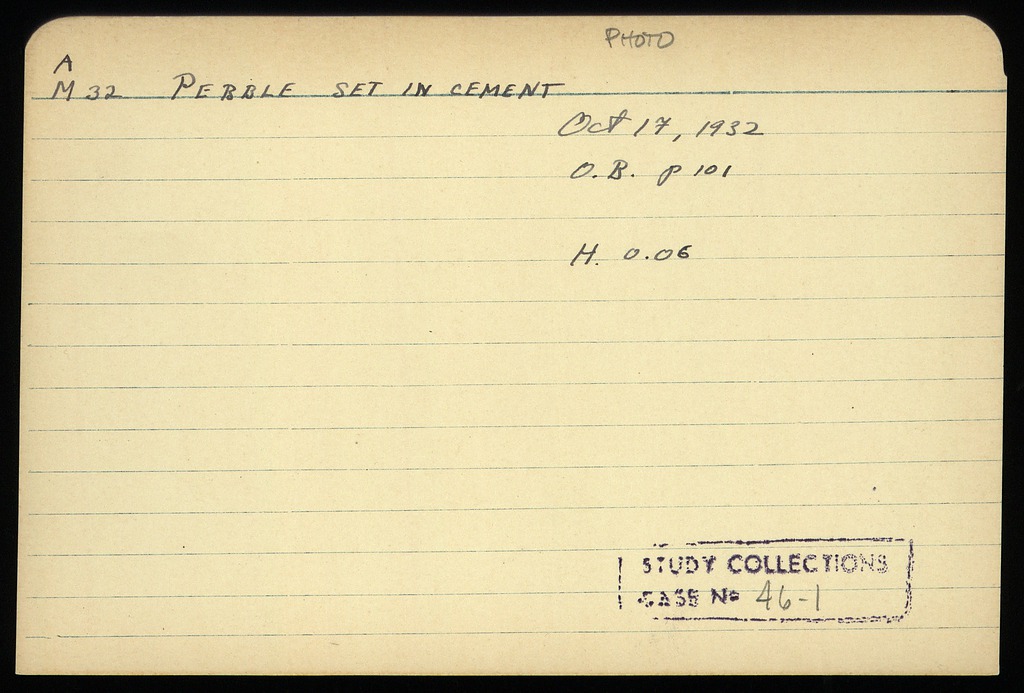 PHOTO
A
M 32 PEBBLE SET IN CEMENT
Oct 17, 1932
O.B. p 101
H. 0.06
STUDY COLLECTIONS
CASE No 46-1